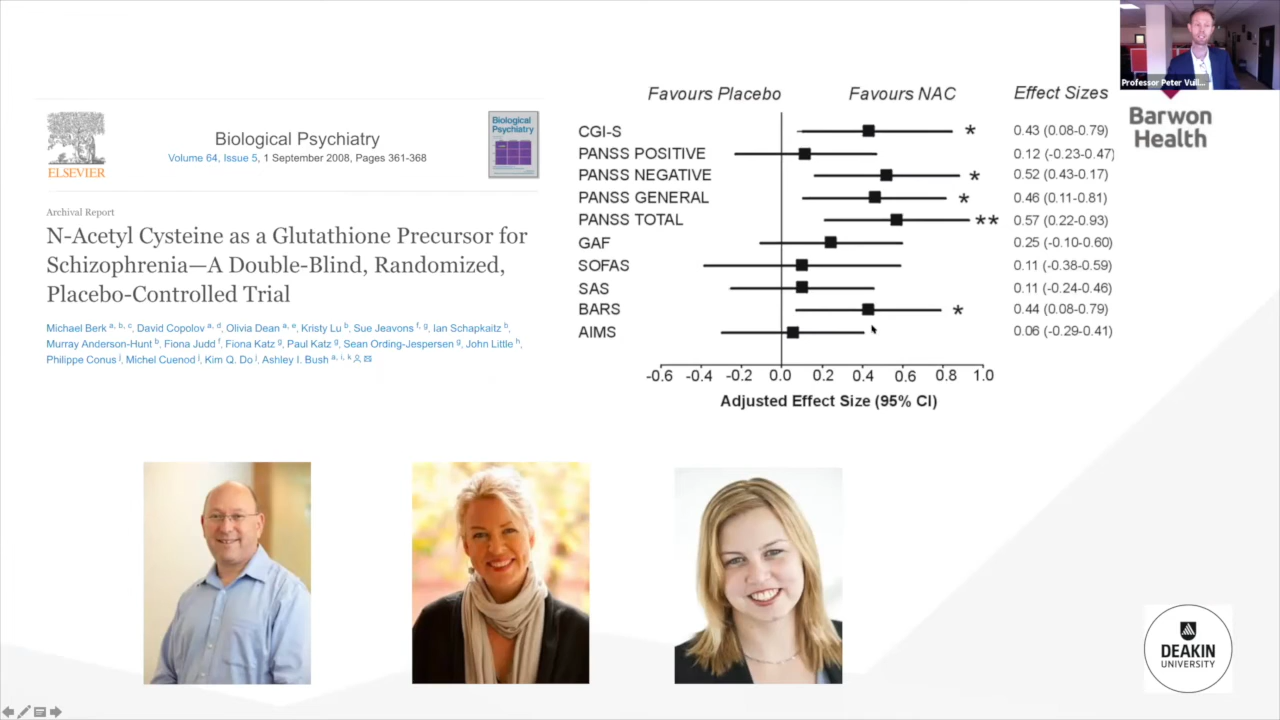 Professor Peter Vuil...
Barwon
Health
ELSEVIER
Biological Psychiatry
Volume 64, Issue 5, 1 September 2008, Pages 361-368
Biological
Psychiatry
Archival Report
N-Acetyl Cysteine as a Glutathione Precursor for
Schizophrenia—A Double-Blind, Randomized,
Placebo-Controlled Trial
Michael Berk a, b, c, David Copolov a, d, Olivia Dean a, e, Kristy Lu b, Sue Jeavons f, g, Ian Schapkaitz b,
Murray Anderson-Hunt b, Fiona Judd f, Fiona Katz g, Paul Katz g, Sean Ording-Jespersen g, John Little h,
Philippe Conus j, Michel Cuenod j, Kim Q. Do j, Ashley I. Bush a, i, k
Favours Placebo Favours NAC Effect Sizes
CGI-S * 0.43 (0.08-0.79)
PANSS POSITIVE 0.12 (-0.23-0.47)
PANSS NEGATIVE * 0.52 (0.43-0.17)
PANSS GENERAL * 0.46 (0.11-0.81)
PANSS TOTAL ** 0.57 (0.22-0.93)
GAF 0.25 (-0.10-0.60)
SOFAS 0.11 (-0.38-0.59)
SAS 0.11 (-0.24-0.46)
BARS * 0.44 (0.08-0.79)
AIMS 0.06 (-0.29-0.41)
-0.6 -0.4 -0.2 0.0 0.2 0.4 0.6 0.8 1.0
Adjusted Effect Size (95% CI)
DEAKIN
UNIVERSITY